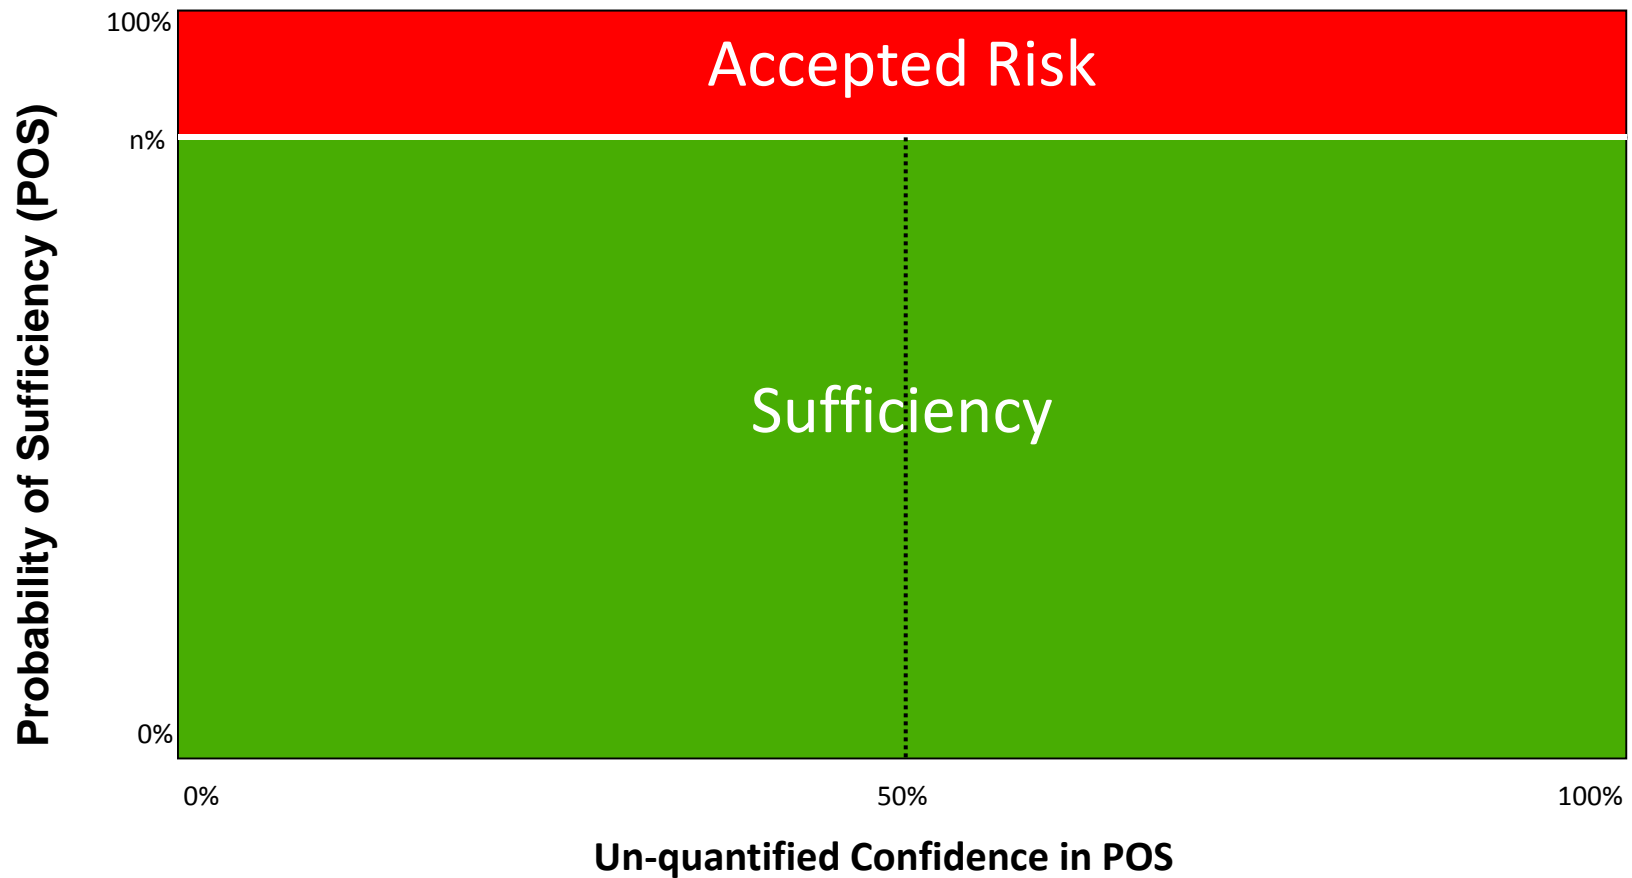 100%
Accepted Risk
n%
Probability of Sufficiency (POS)
Sufficiency
0%
0%
50%
100%
Un-quantified Confidence in POS